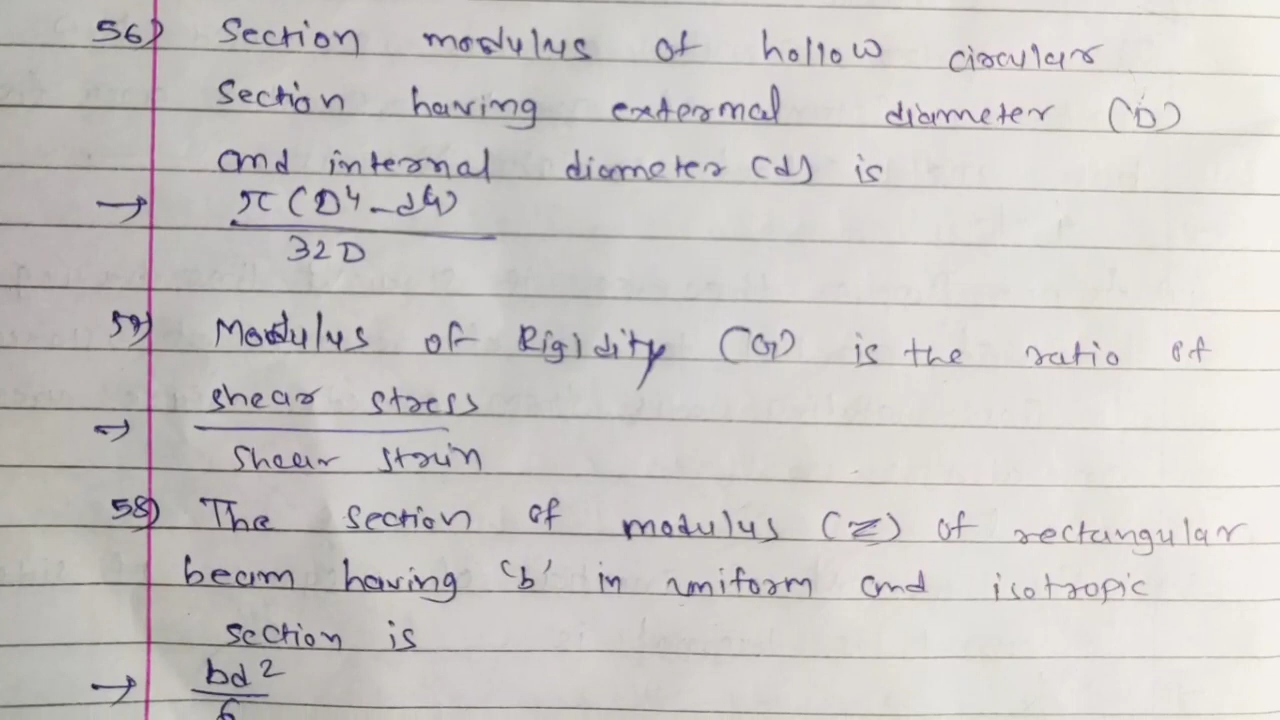 56) Section modulus of hollow circular
Section having external diameter (D)
and internal diameter (d) is
→ π(D⁴-d⁴)
32D
57) Modulus of Rigidity (G) is the ratio of
shear stress
→
shear strain
58) The section of modulus (Z) of rectangular
beam having 'b' in uniform and isotropic
section is
→ bd²
6